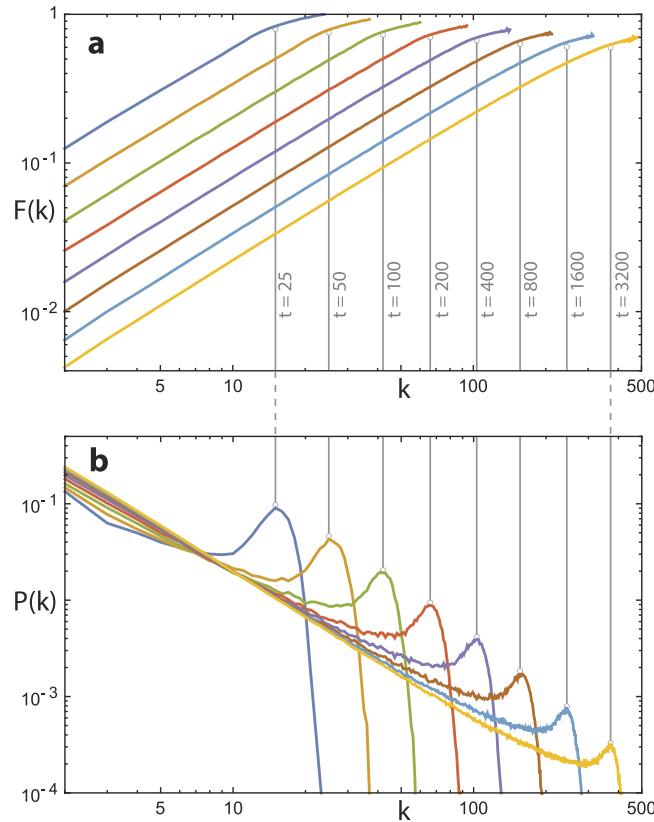 a
1
10⁻¹
F(k)
10⁻²
t = 25
t = 50
t = 100
t = 200
t = 400
t = 800
t = 1600
t = 3200
5 10 k 100 500
b
10⁻¹
P(k)
10⁻²
10⁻³
10⁻⁴
5 10 k 100 500